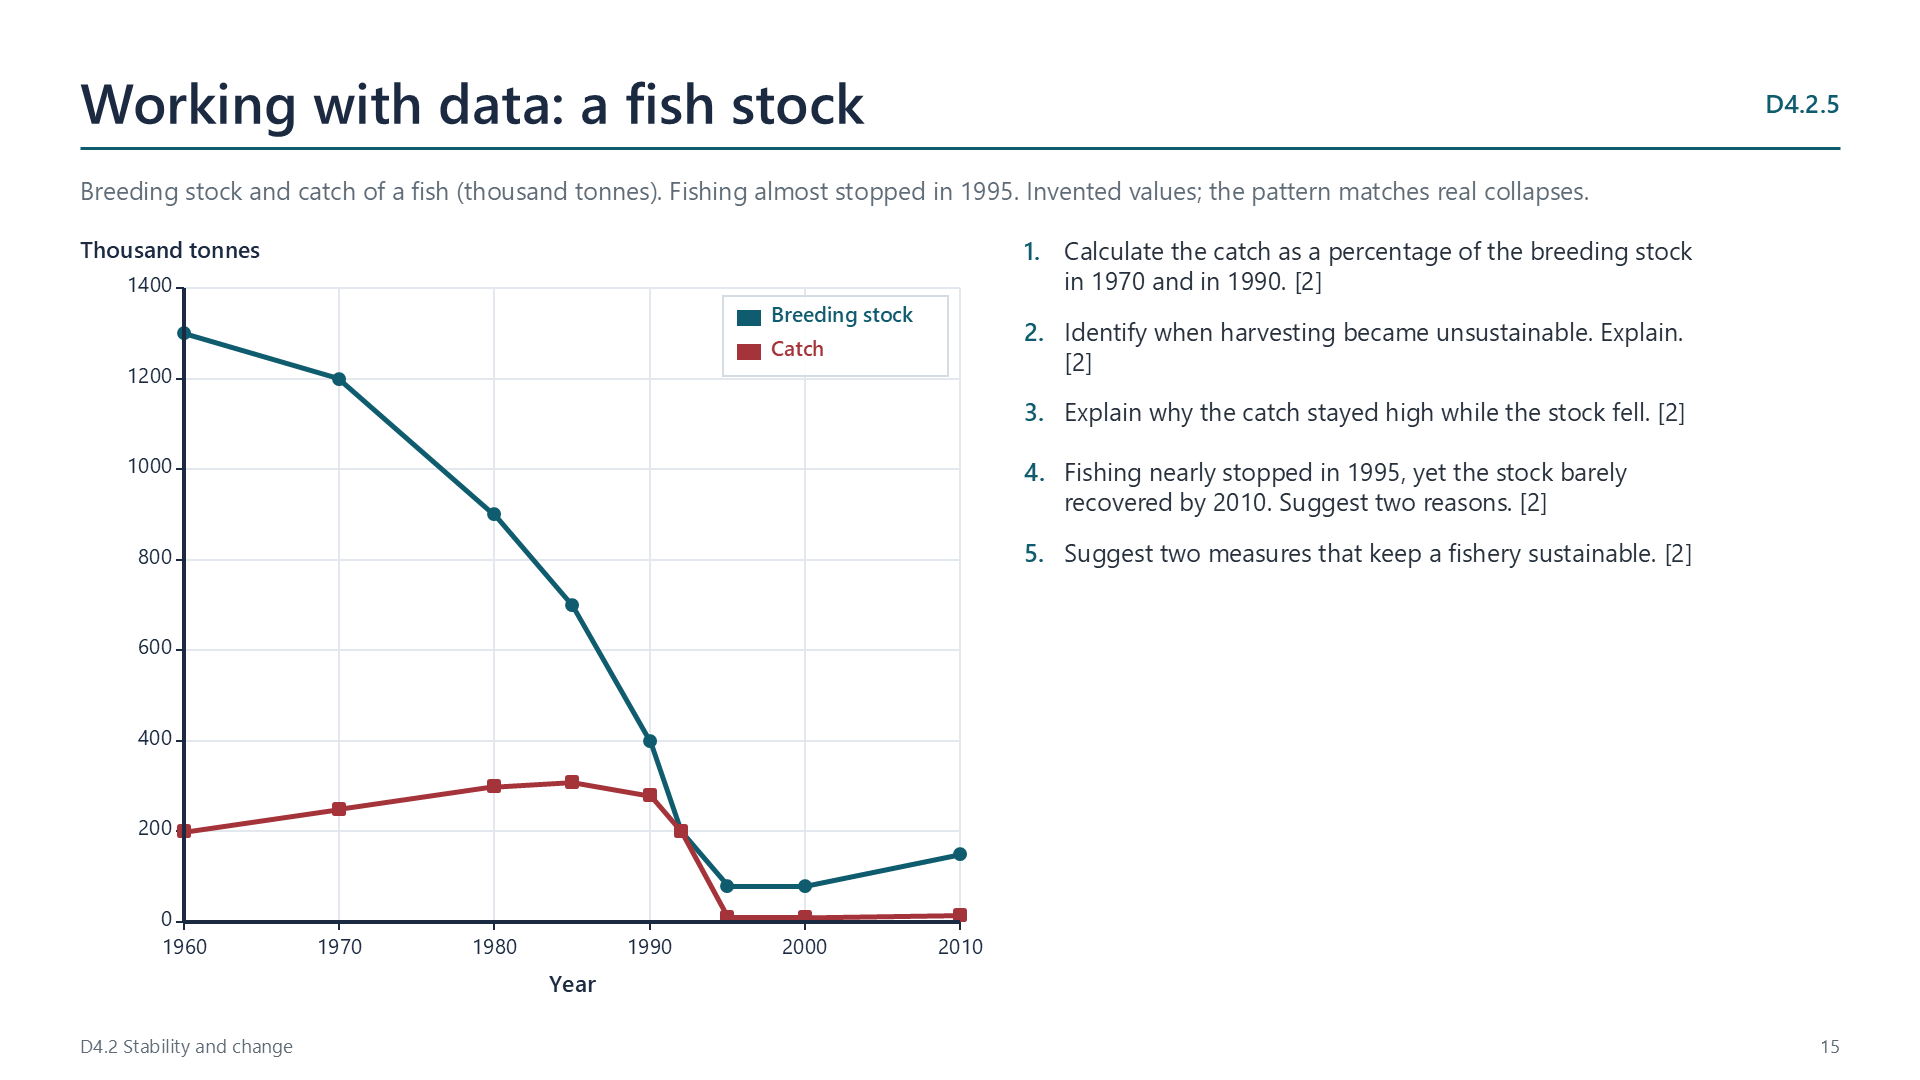 Working with data: a fish stock
D4.2.5
Breeding stock and catch of a fish (thousand tonnes). Fishing almost stopped in 1995. Invented values; the pattern matches real collapses.
Thousand tonnes
1400
1200
1000
800
600
400
200
0
1960 1970 1980 1990 2000 2010
Year
Breeding stock
Catch
1. Calculate the catch as a percentage of the breeding stock
in 1970 and in 1990. [2]
2. Identify when harvesting became unsustainable. Explain.
[2]
3. Explain why the catch stayed high while the stock fell. [2]
4. Fishing nearly stopped in 1995, yet the stock barely
recovered by 2010. Suggest two reasons. [2]
5. Suggest two measures that keep a fishery sustainable. [2]
D4.2 Stability and change
15